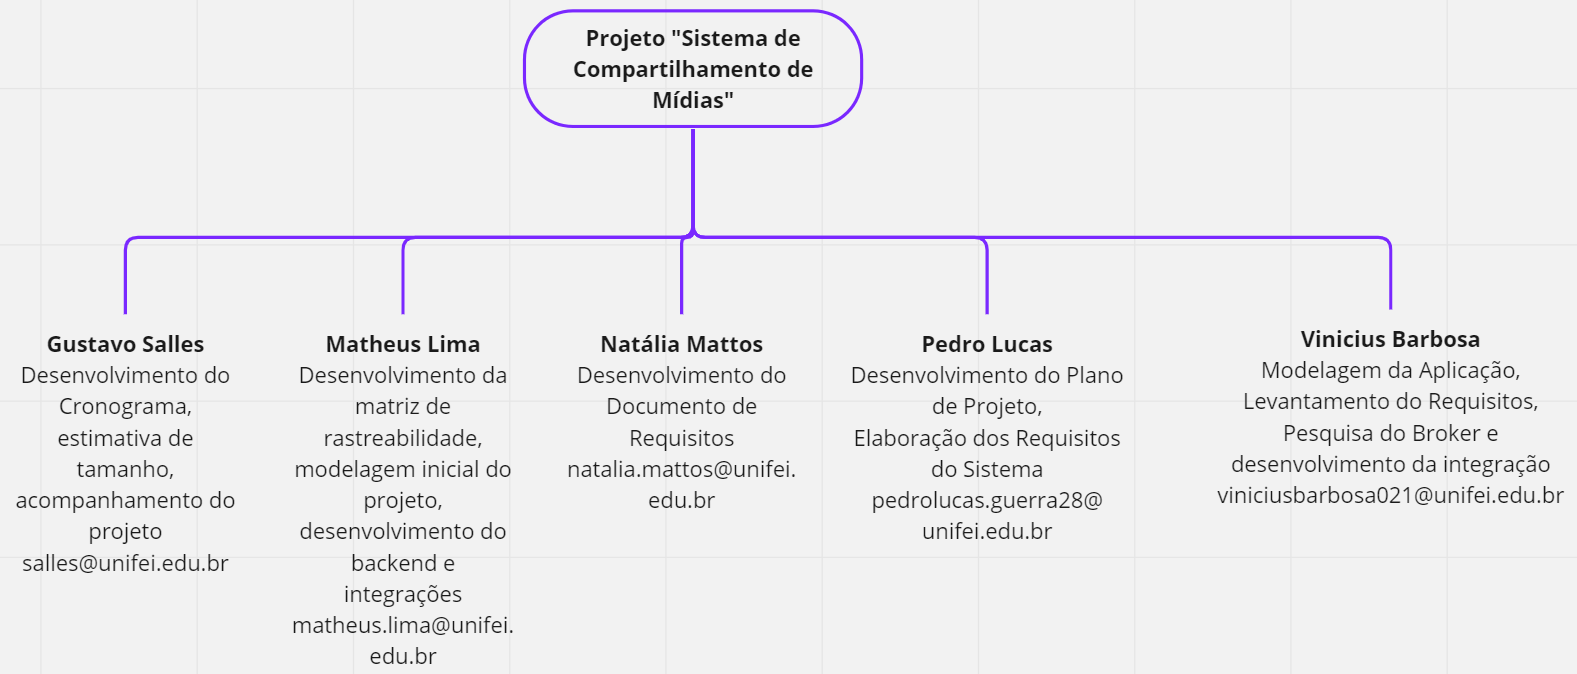 Projeto "Sistema de
Compartilhamento de
Mídias"
Gustavo Salles
Desenvolvimento do
Cronograma,
estimativa de
tamanho,
acompanhamento do
projeto
salles@unifei.edu.br
Matheus Lima
Desenvolvimento da
matriz de
rastreabilidade,
modelagem inicial do
projeto,
desenvolvimento do
backend e
integrações
matheus.lima@unifei.
edu.br
Natália Mattos
Desenvolvimento do
Documento de
Requisitos
natalia.mattos@unifei.
edu.br
Pedro Lucas
Desenvolvimento do Plano
de Projeto,
Elaboração dos Requisitos
do Sistema
pedrolucas.guerra28@
unifei.edu.br
Vinicius Barbosa
Modelagem da Aplicação,
Levantamento do Requisitos,
Pesquisa do Broker e
desenvolvimento da integração
viniciusbarbosa021@unifei.edu.br